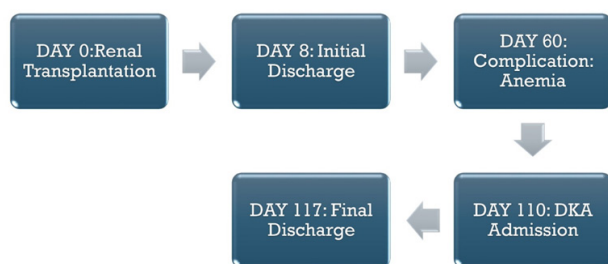 DAY 0:Renal
Transplantation
DAY 8: Initial
Discharge
DAY 60:
Complication:
Anemia
DAY 110: DKA
Admission
DAY 117: Final
Discharge